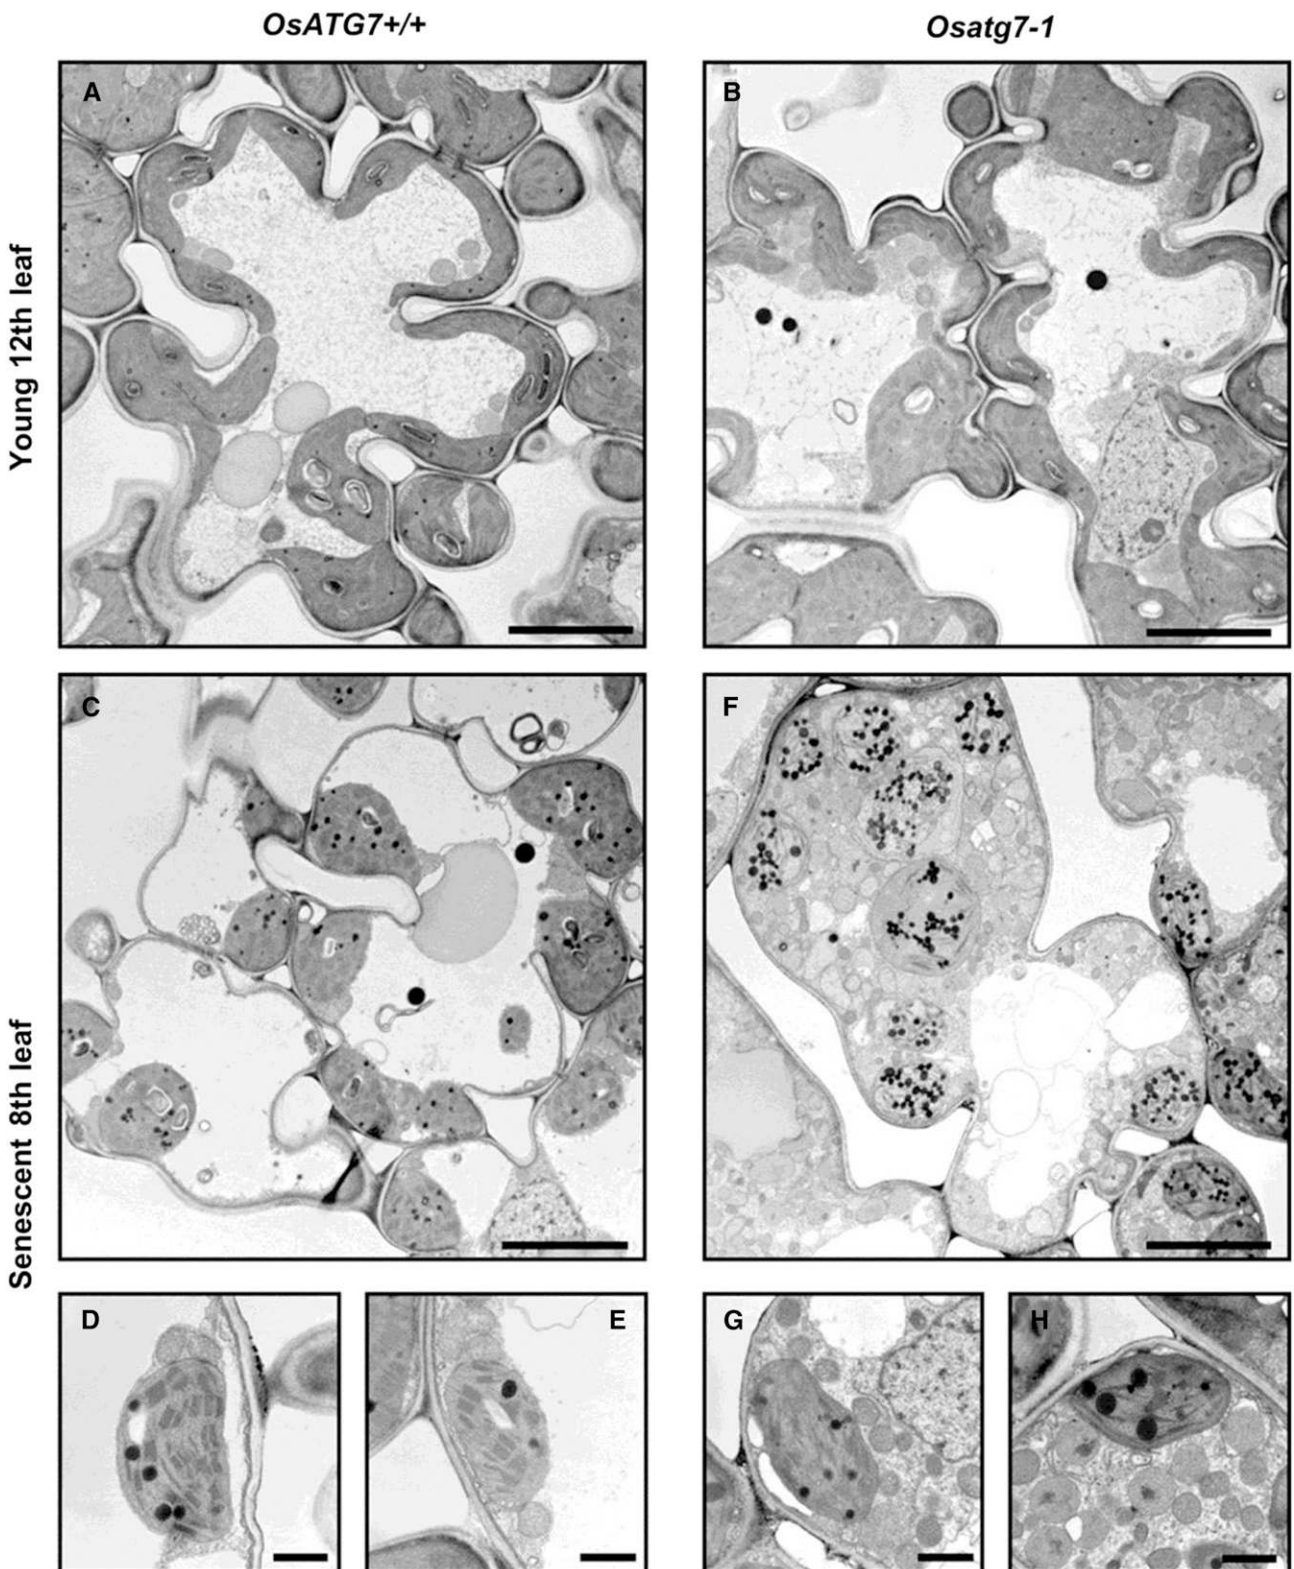 OsATG7+/+
Osatg7-1
Young 12th leaf
A
B
Senescent 8th leaf
C
F
D
E
G
H